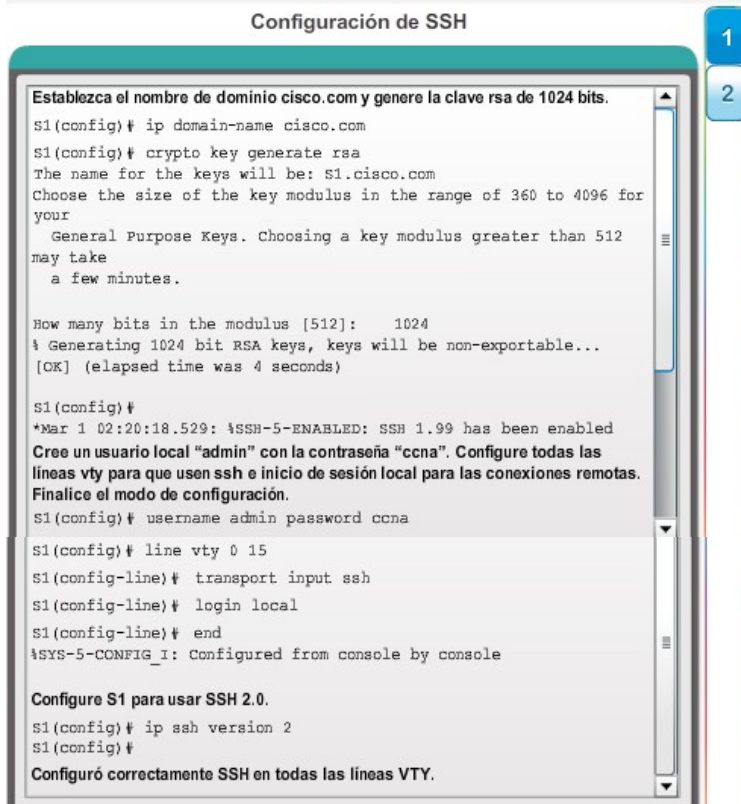 Configuración de SSH
1
2
Establezca el nombre de dominio cisco.com y genere la clave rsa de 1024 bits.
S1(config)# ip domain-name cisco.com
S1(config)# crypto key generate rsa
The name for the keys will be: S1.cisco.com
Choose the size of the key modulus in the range of 360 to 4096 for
your
General Purpose Keys. Choosing a key modulus greater than 512
may take
a few minutes.
How many bits in the modulus [512]: 1024
% Generating 1024 bit RSA keys, keys will be non-exportable...
[OK] (elapsed time was 4 seconds)
S1(config)#
*Mar 1 02:20:18.529: %SSH-5-ENABLED: SSH 1.99 has been enabled
Cree un usuario local “admin” con la contraseña “ccna”. Configure todas las
líneas vty para que usen ssh e inicio de sesión local para las conexiones remotas.
Finalice el modo de configuración.
S1(config)# username admin password ccna
S1(config)# line vty 0 15
S1(config-line)# transport input ssh
S1(config-line)# login local
S1(config-line)# end
%SYS-5-CONFIG_I: Configured from console by console
Configure S1 para usar SSH 2.0.
S1(config)# ip ssh version 2
S1(config)#
Configuró correctamente SSH en todas las líneas VTY.